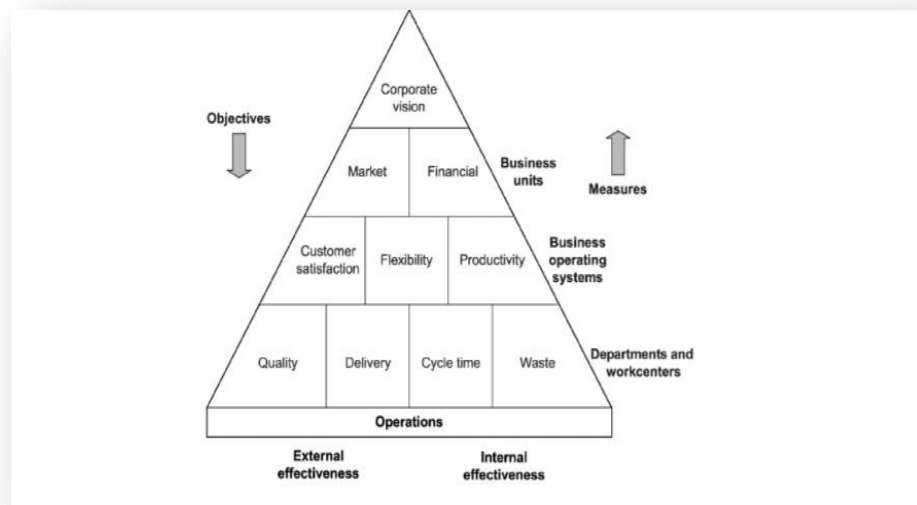 Corporate
vision
Objectives
Market
Financial
Business
units
Measures
Customer
satisfaction
Flexibility
Productivity
Business
operating
systems
Quality
Delivery
Cycle time
Waste
Departments and
workcenters
Operations
External
effectiveness
Internal
effectiveness